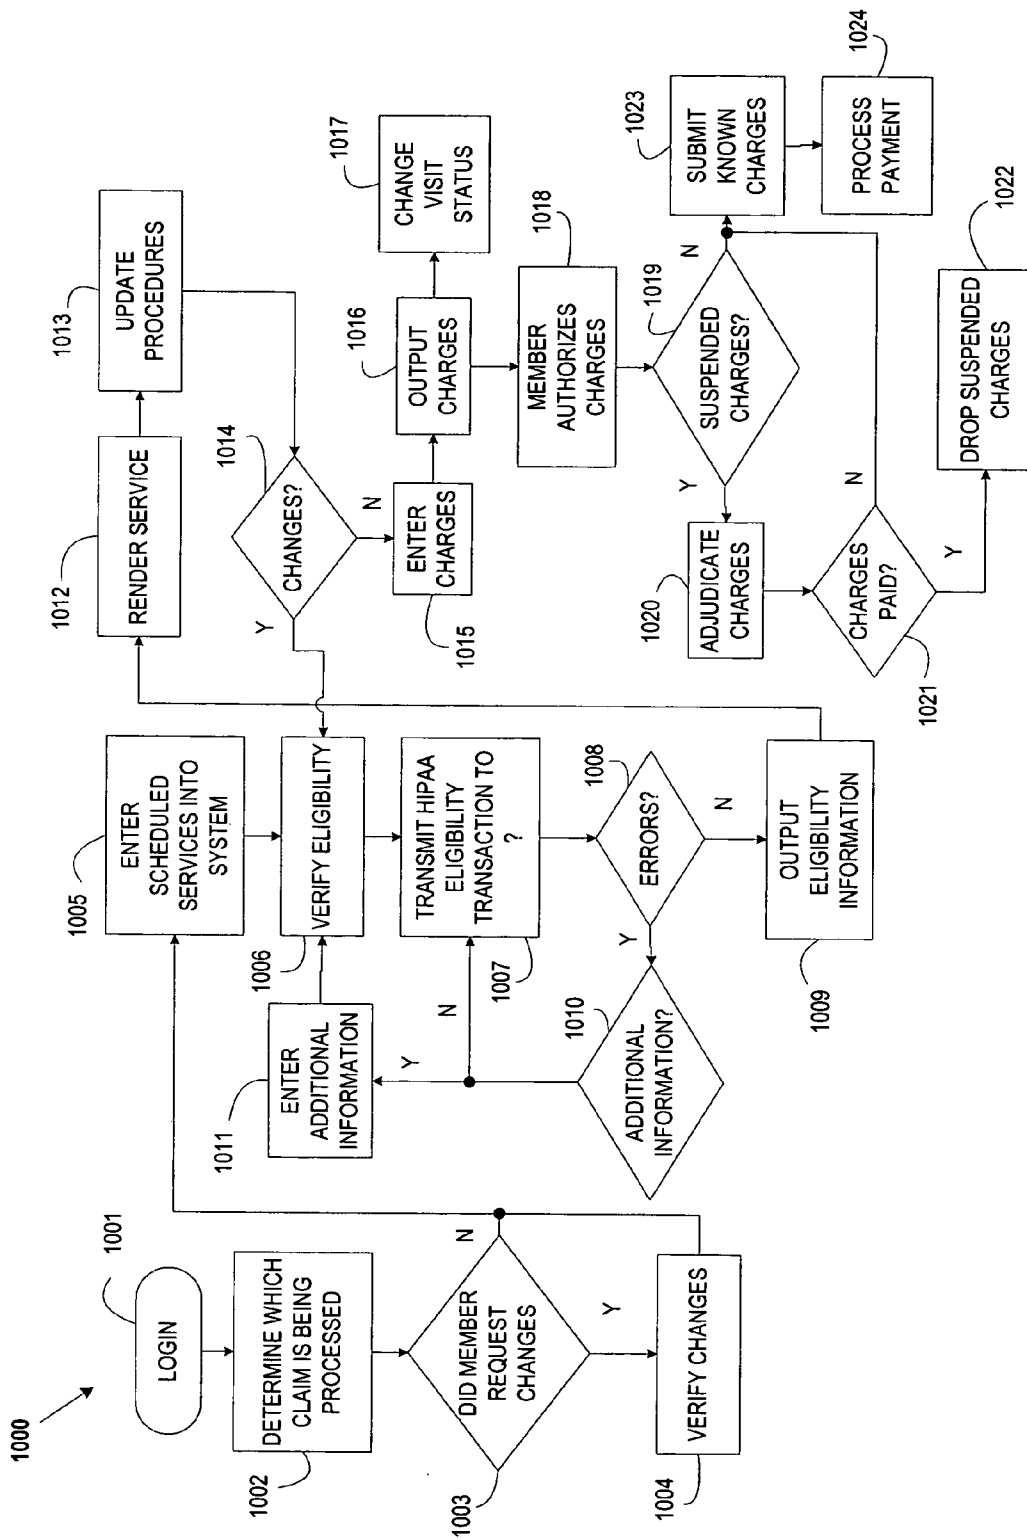 1000
1001
LOGIN
DETERMINE WHICH
CLAIM IS BEING
PROCESSED
1002
DID MEMBER
REQUEST
CHANGES
1003
N
Y
VERIFY CHANGES
1004
1005
ENTER
SCHEDULED
SERVICES INTO
SYSTEM
VERIFY ELIGIBILITY
1006
1011
ENTER
ADDITIONAL
INFORMATION
Y
N
TRANSMIT HIPAA
ELIGIBILITY
TRANSACTION TO
?
1007
1008
ERRORS?
Y
N
1010
ADDITIONAL
INFORMATION?
OUTPUT
ELIGIBILITY
INFORMATION
1009
1012
RENDER SERVICE
1013
UPDATE
PROCEDURES
1014
CHANGES?
Y
N
ENTER
CHARGES
1015
1016
OUTPUT
CHARGES
1017
CHANGE
VISIT
STATUS
1018
MEMBER
AUTHORIZES
CHARGES
1019
SUSPENDED
CHARGES?
Y
N
1020
ADJUDICATE
CHARGES
CHARGES
PAID?
1021
N
Y
1022
DROP SUSPENDED
CHARGES
1023
SUBMIT
KNOWN
CHARGES
1024
PROCESS
PAYMENT